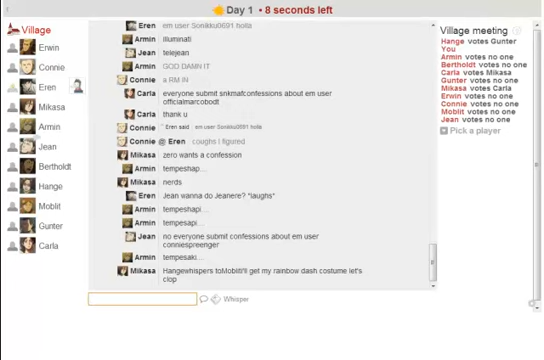 Day 1 • 8 seconds left
Village
Erwin
Connie
Eren
Mikasa
Armin
Jean
Bertholdt
Hange
Moblit
Gunter
Carla
Eren em user Sonikku0691 holla
Armin illuminati
Jean telejean
Armin GOD DAMN IT
Connie a RM IN
Carla everyone submit snkmafconfessions about em user
officialmarcobodt
Carla thank u
Connie Eren said em user Sonikku0691 holla
Connie @ Eren coughs I figured
Mikasa zero wants a confession
Armin tempeshap...
Mikasa nerds
Eren Jean wanna do Jeanere? *laughs*
Armin tempeshapi...
Armin tempesapi...
Jean no everyone submit confessions about em user
conniespreenger
Armin tempesaki...
Mikasa Hangewhispers toMoblitI'll get my rainbow dash costume let's
clop
Whisper
Village meeting
Hange votes Gunter
You
Armin votes no one
Bertholdt votes no one
Carla votes Mikasa
Gunter votes no one
Mikasa votes Carla
Erwin votes no one
Connie votes no one
Moblit votes no one
Jean votes no one
Pick a player